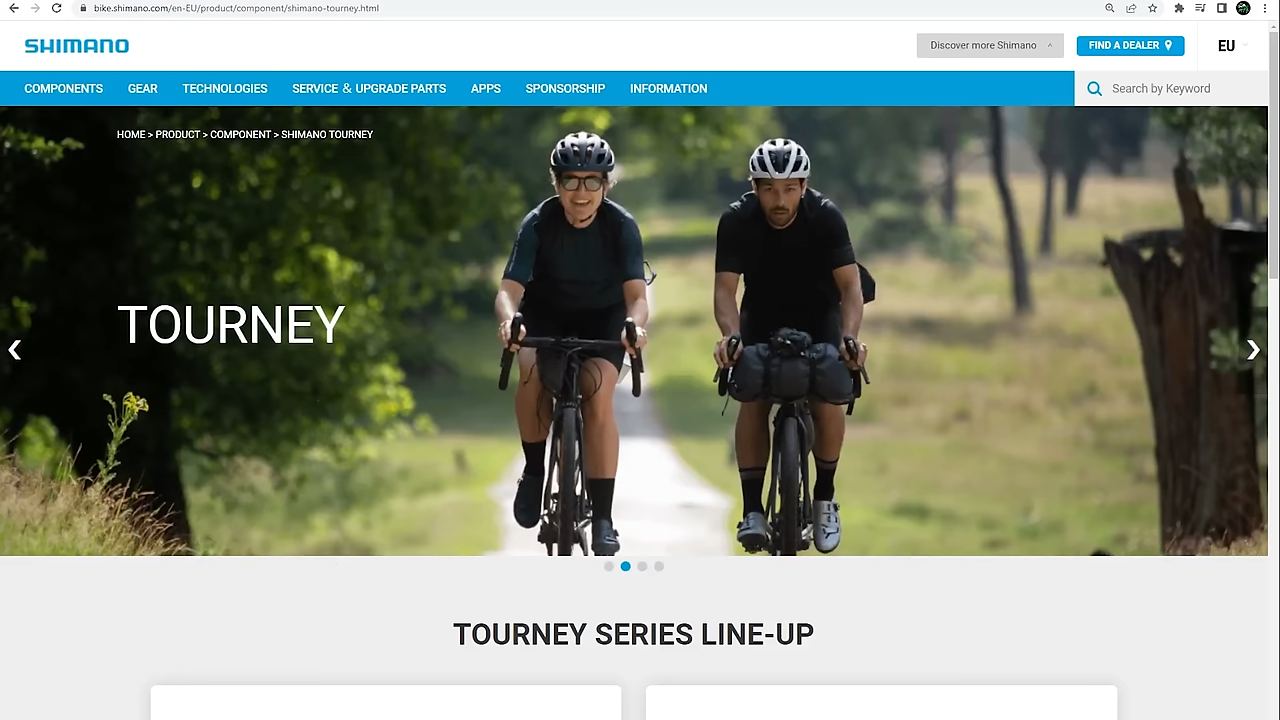 bike.shimano.com/en-EU/product/component/shimano-tourney.html
SHIMANO
Discover more Shimano
FIND A DEALER
EU
COMPONENTS GEAR TECHNOLOGIES SERVICE & UPGRADE PARTS APPS SPONSORSHIP INFORMATION
Search by Keyword
HOME > PRODUCT > COMPONENT > SHIMANO TOURNEY
TOURNEY
TOURNEY SERIES LINE-UP